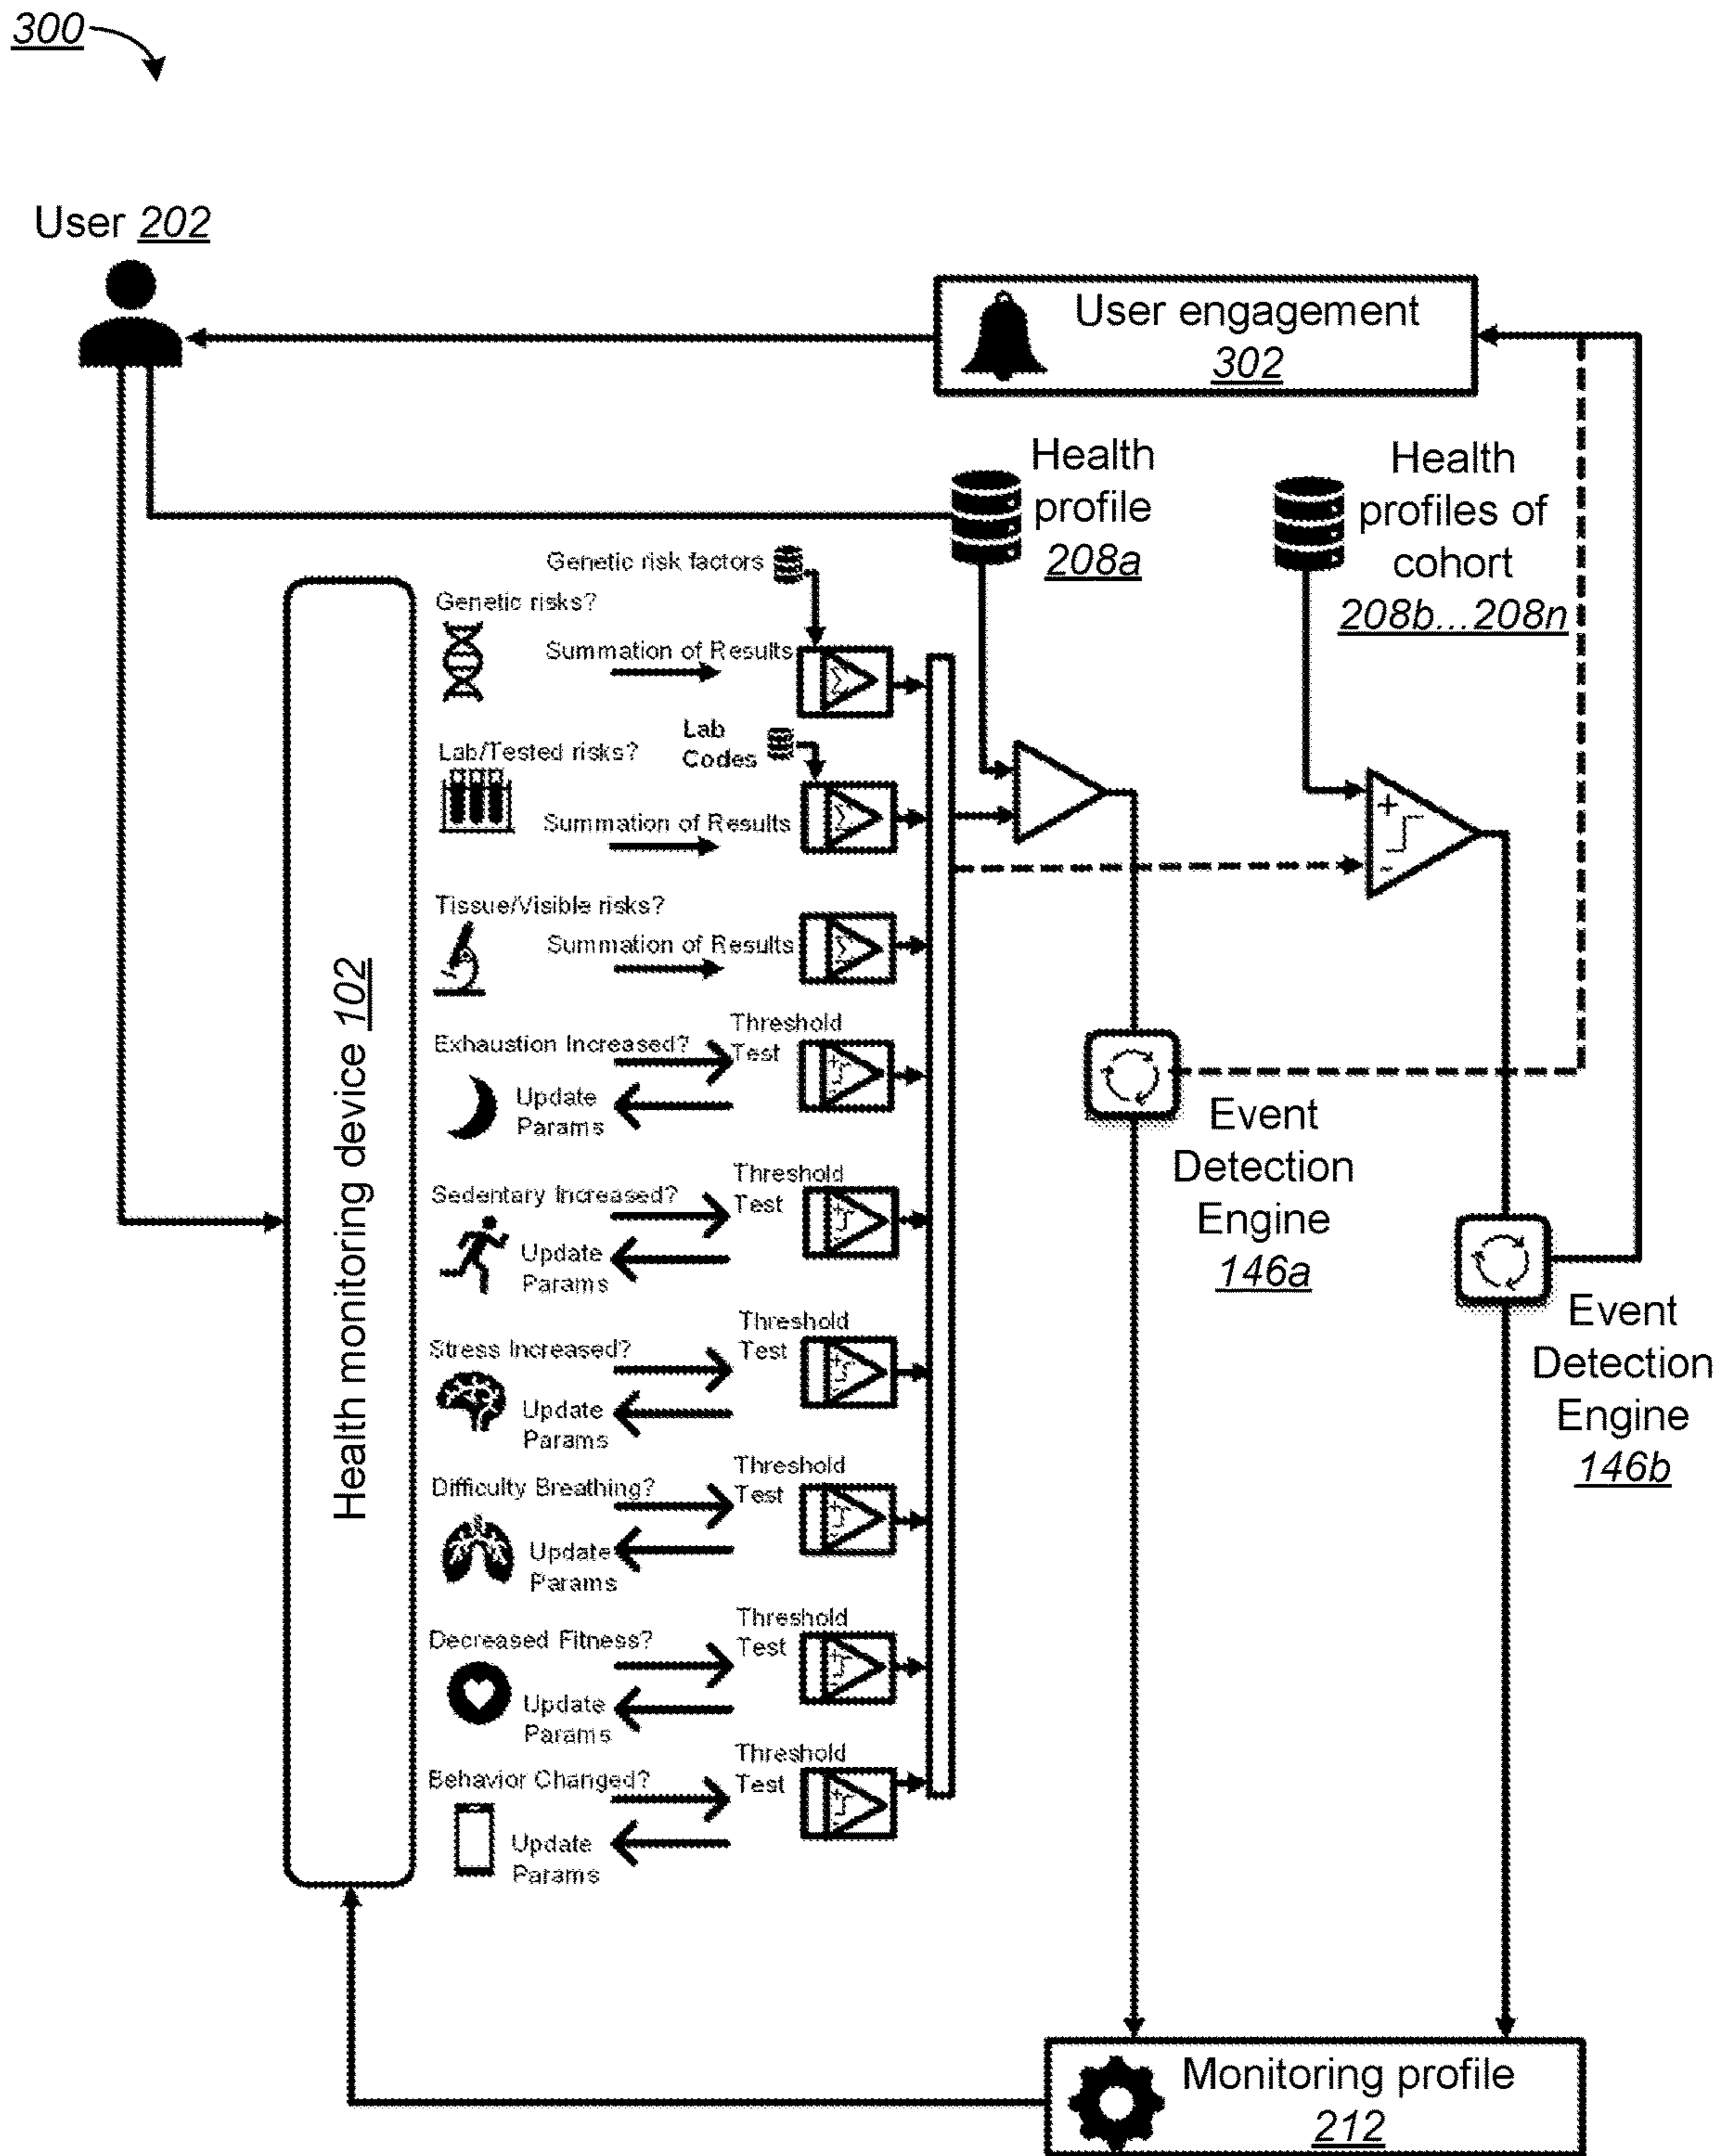 300
User 202
User engagement
302
Health
profile
208a
Health
profiles of
cohort
208b...208n
Genetic risk factors
Genetic risks?
Summation of Results
Lab
Codes
Lab/Tested risks?
Summation of Results
Tissue/Visible risks?
Summation of Results
Health monitoring device 102
Threshold
Test
Exhaustion Increased?
Update
Params
Threshold
Test
Sedentary Increased?
Update
Params
Threshold
Test
Stress Increased?
Update
Params
Threshold
Test
Difficulty Breathing?
Update
Params
Threshold
Test
Decreased Fitness?
Update
Params
Threshold
Test
Behavior Changed?
Update
Params
+
-
Event
Detection
Engine
146a
Event
Detection
Engine
146b
Monitoring profile
212